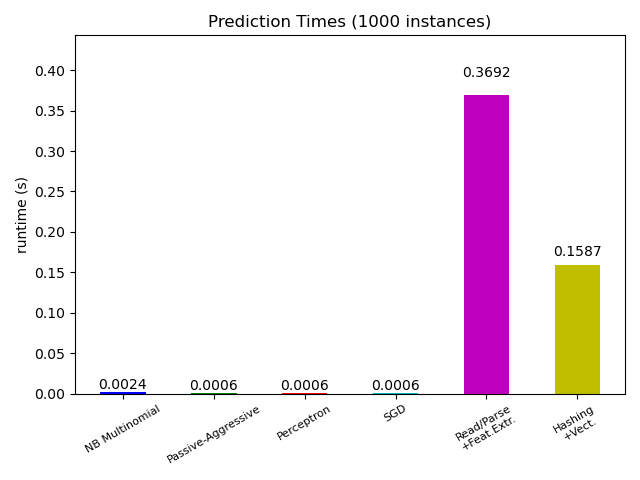 Prediction Times (1000 instances)
runtime (s)
0.40
0.35
0.30
0.25
0.20
0.15
0.10
0.05
0.00
0.0024
0.0006
0.0006
0.0006
0.3692
0.1587
NB Multinomial
Passive-Aggressive
Perceptron
SGD
Read/Parse
+Feat.Extr.
Hashing
+Vect.